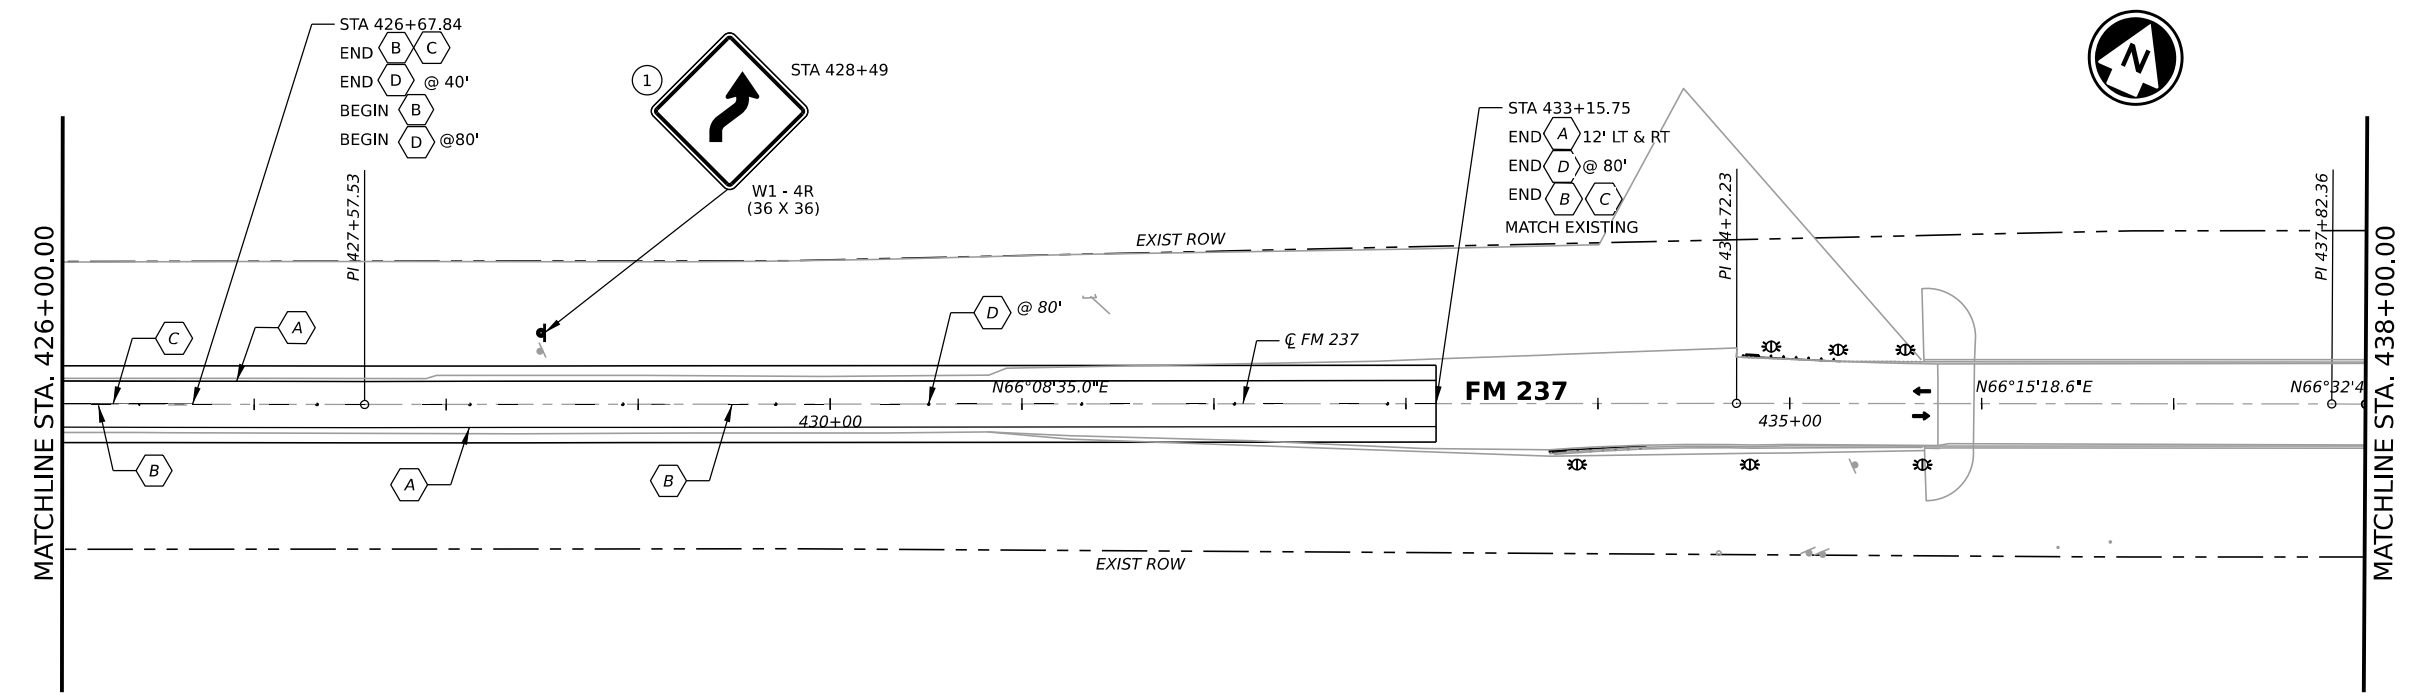 STA 426+67.84
END B C
END D @ 40'
BEGIN B
BEGIN D @80'
1
STA 428+49
W1 - 4R
(36 X 36)
N
STA 433+15.75
END A 12' LT & RT
END D @ 80'
END B C
MATCH EXISTING
MATCHLINE STA. 426+00.00
PI 427+57.53
EXIST ROW
PI 434+72.23
PI 437+82.36
MATCHLINE STA. 438+00.00
C
A
D @ 80'
℄ FM 237
N66°08'35.0"E
FM 237
N66°15'18.6"E
N66°32'4
430+00
435+00
B
A
B
EXIST ROW